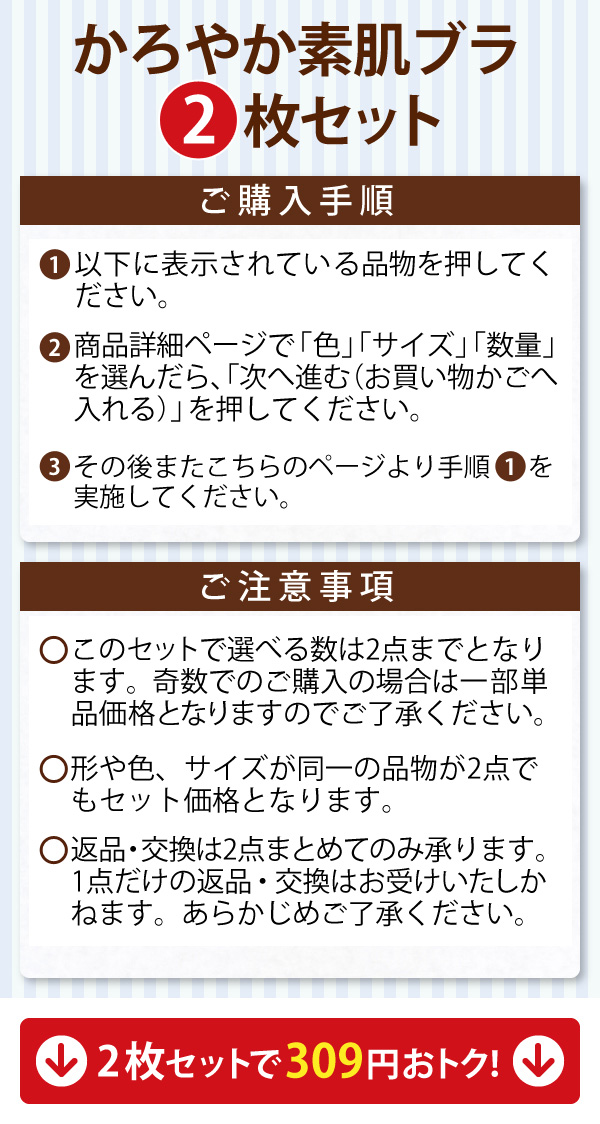 かろやか素肌ブラ
2枚セット
ご購入手順
❶以下に表示されている品物を押してく
ださい。
❷商品詳細ページで「色」「サイズ」「数量」
を選んだら、「次へ進む（お買い物かごへ
入れる）」を押してください。
❸その後またこちらのページより手順❶を
実施してください。
ご注意事項
〇このセットで選べる数は2点までとなり
ます。奇数でのご購入の場合は一部単
品価格となりますのでご了承ください。
〇形や色、サイズが同一の品物が2点で
もセット価格となります。
〇返品・交換は2点まとめてのみ承ります。
1点だけの返品・交換はお受けいたしか
ねます。あらかじめご了承ください。
2枚セットで309円おトク!